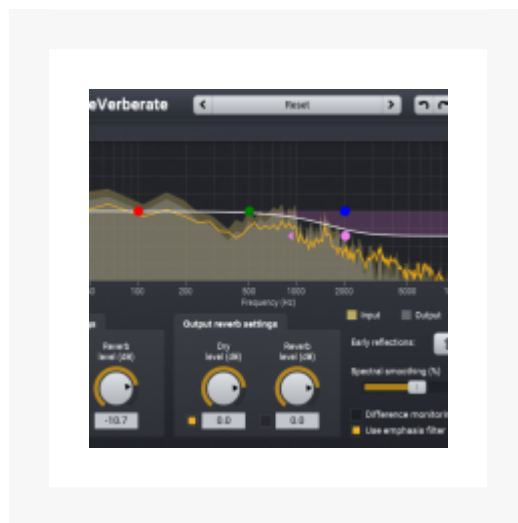 eVerberate
< Reset >
100 200 500 1000 2000 5000
Frequency (Hz)
Input Output
Output reverb settings
Reverb level (dB)
Dry level (dB)
Reverb level (dB)
Early reflections:
Spectral smoothing (%)
-10.7
0.0
0.0
Difference monitorin
Use emphasis filter